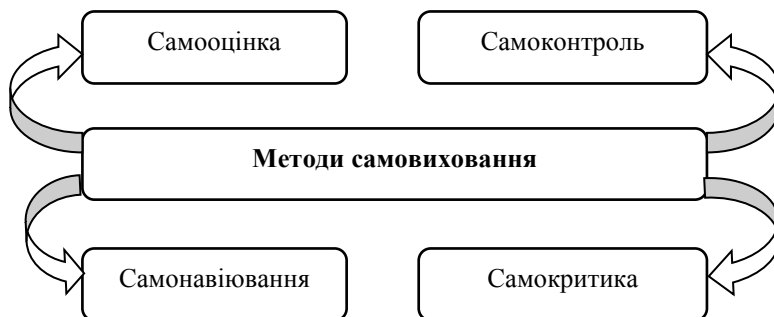 Самооцінка
Самоконтроль
Методи самовиховання
Самонавіювання
Самокритика